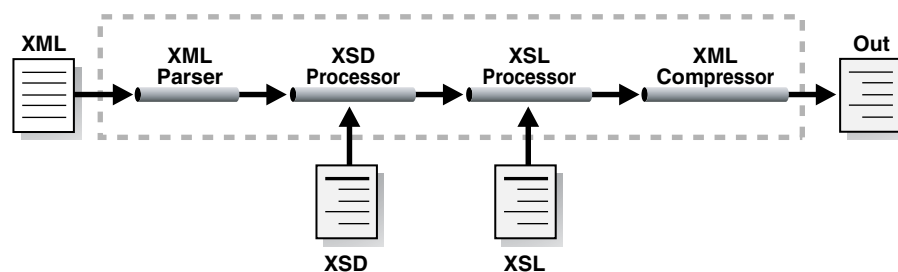 XML
XML
Parser
XSD
Processor
XSL
Processor
XML
Compressor
Out
XSD
XSL